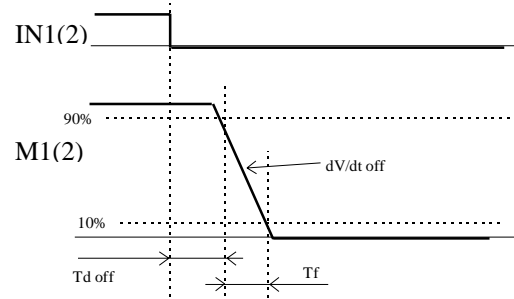 IN1(2)
90%
M1(2)
dV/dt off
10%
Td off
Tf